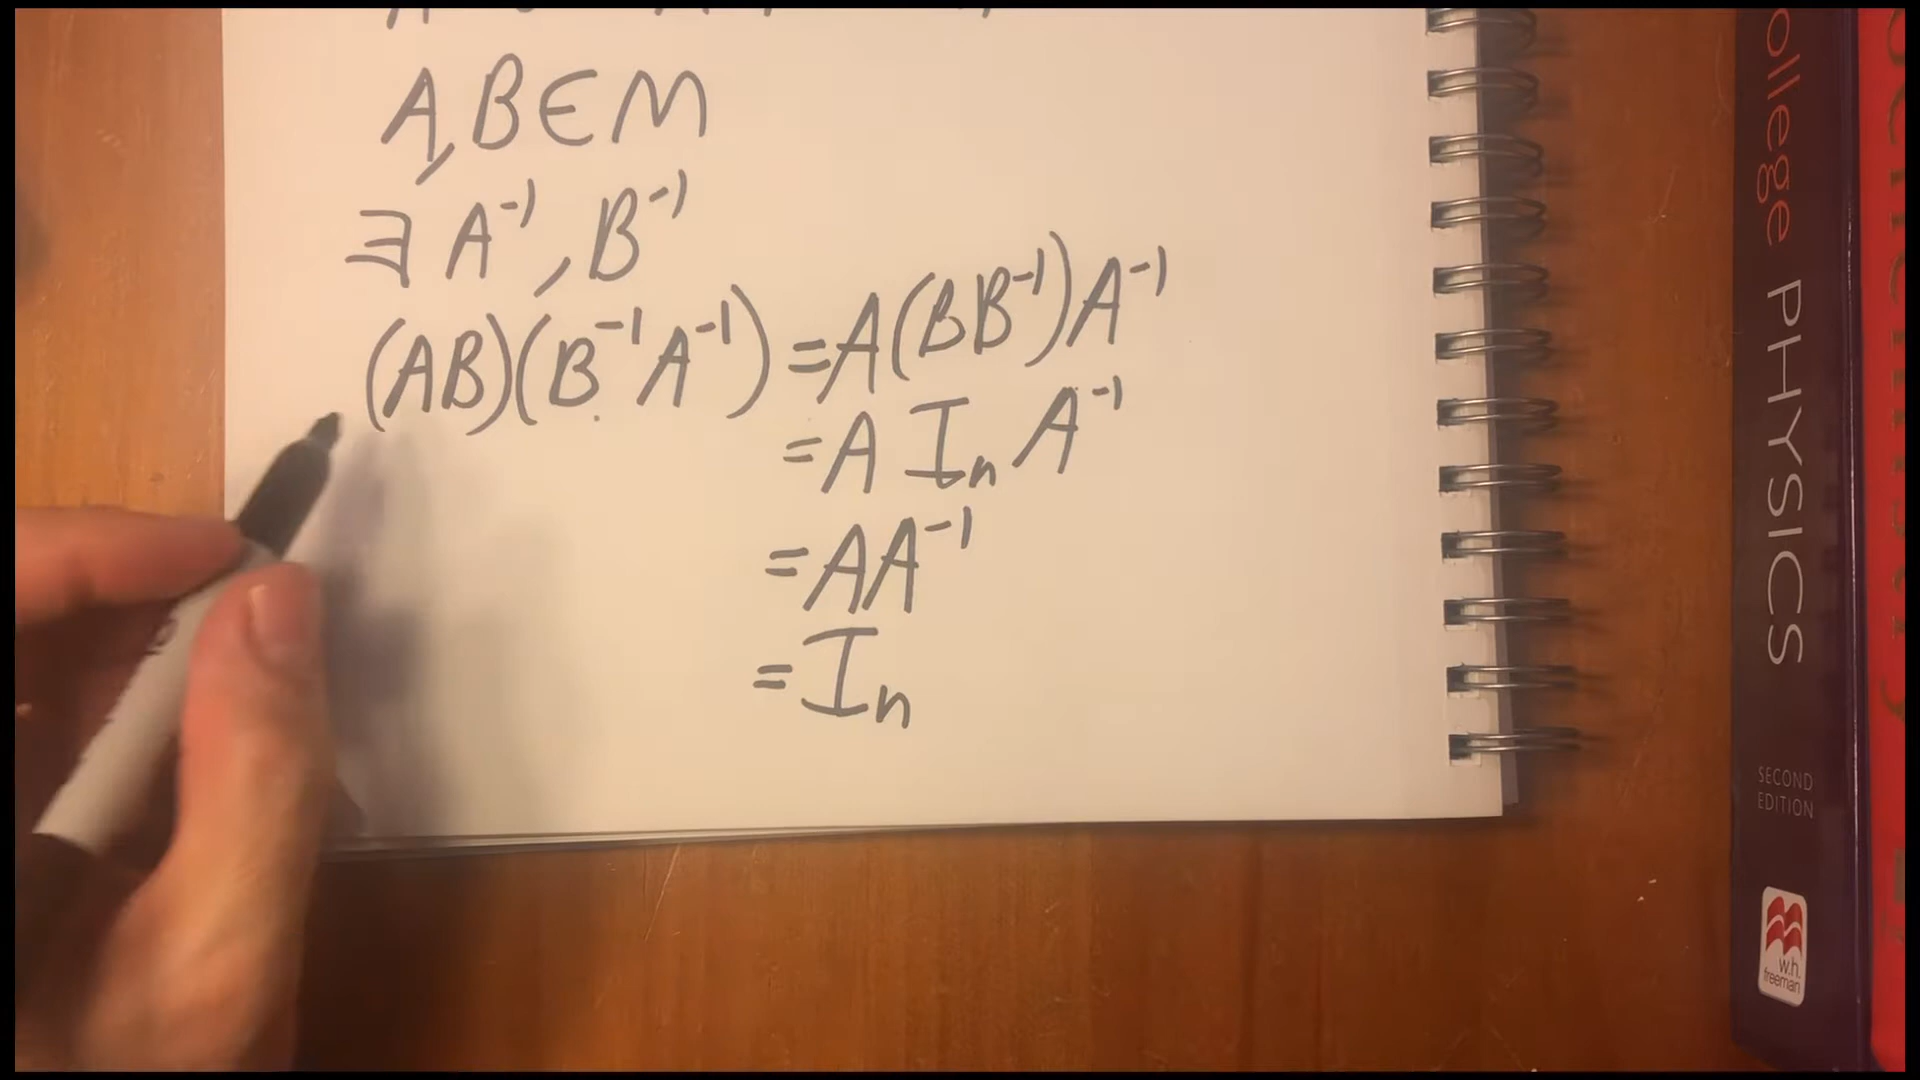 A, B ∈ M
∃ A⁻¹, B⁻¹
(AB)(B⁻¹A⁻¹) = A(BB⁻¹)A⁻¹
= A Iₙ A⁻¹
= AA⁻¹
= Iₙ
ollege PHYSICS
SECOND
EDITION
w.h.
freeman